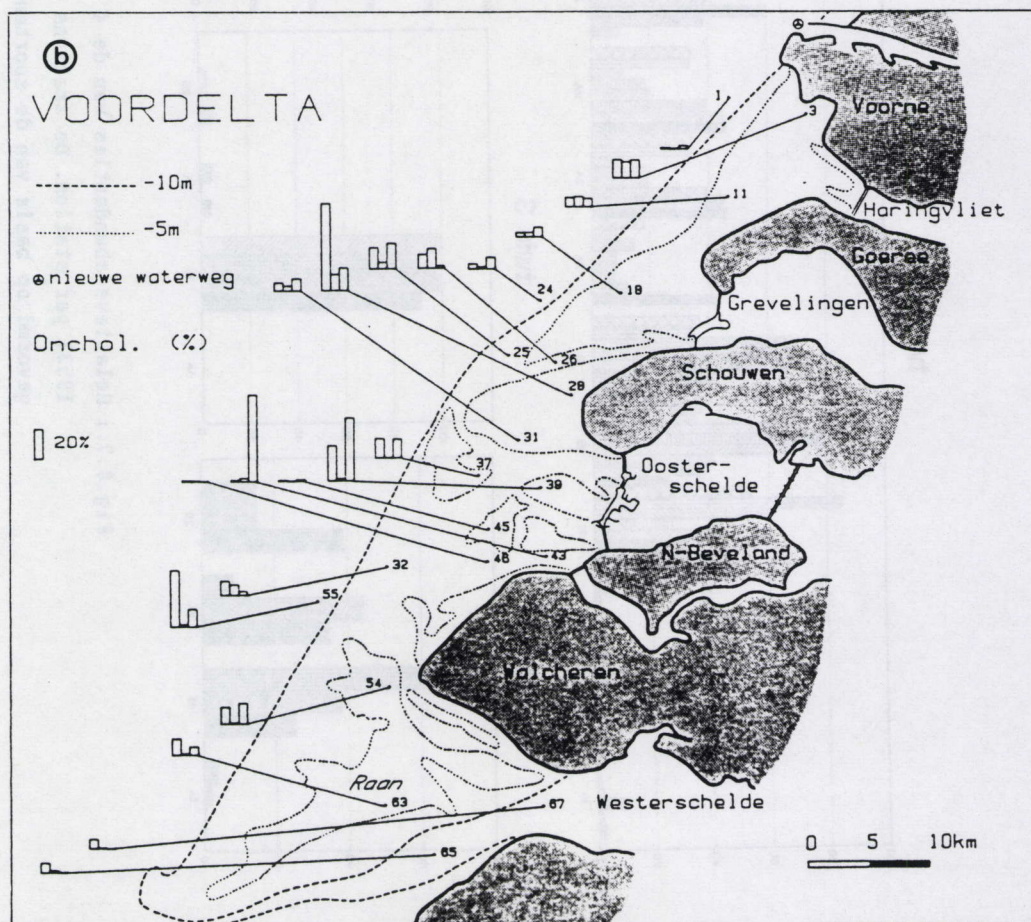 b
VOORDELTA
-10m
-5m
nieuwe waterweg
Onchol. (%)
20%
Voorne
Haringvliet
Goeree
Grevelingen
Schouwen
Ooster-
schelde
N-Beveland
Walcheren
Raan
Westerschelde
1
3
11
18
24
25
26
28
31
37
39
45
43
48
32
55
54
63
67
65
0 5 10km